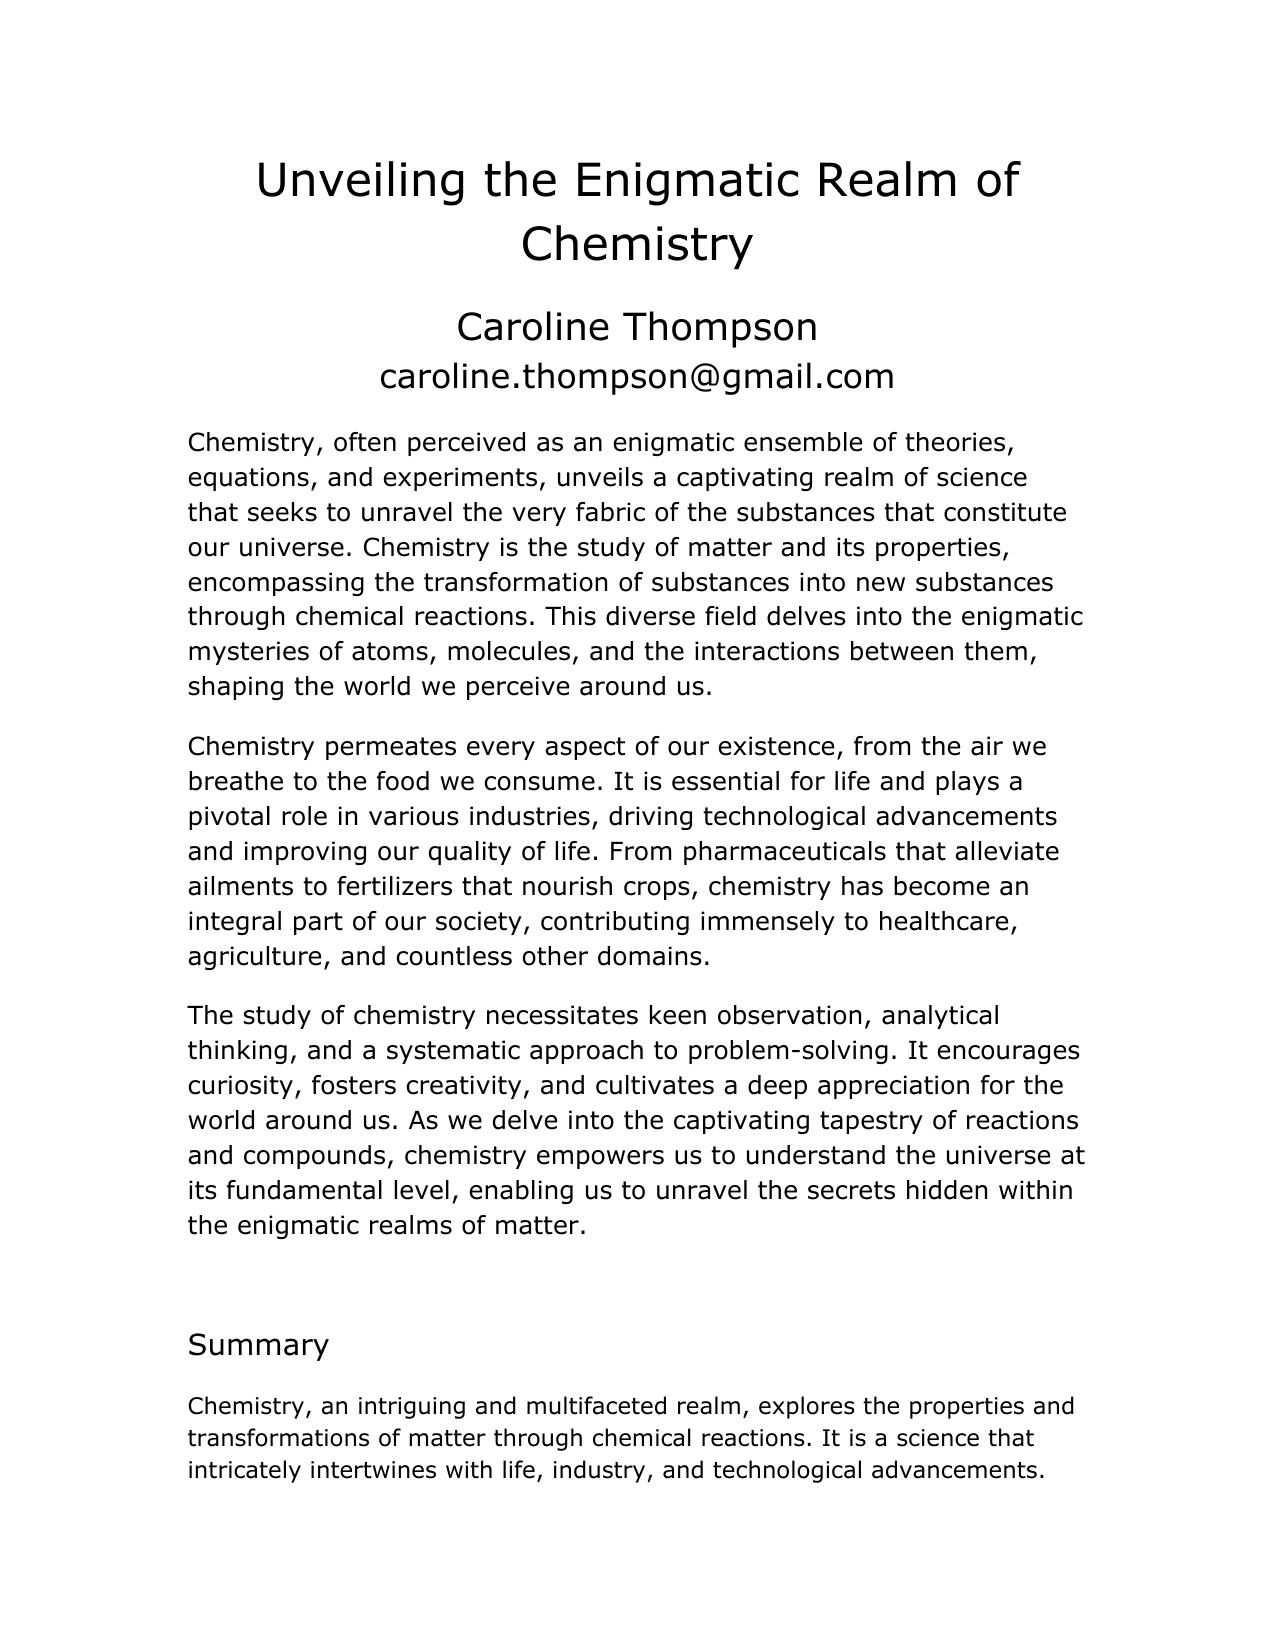 Unveiling the Enigmatic Realm of
Chemistry
Caroline Thompson
caroline.thompson@gmail.com
Chemistry, often perceived as an enigmatic ensemble of theories,
equations, and experiments, unveils a captivating realm of science
that seeks to unravel the very fabric of the substances that constitute
our universe. Chemistry is the study of matter and its properties,
encompassing the transformation of substances into new substances
through chemical reactions. This diverse field delves into the enigmatic
mysteries of atoms, molecules, and the interactions between them,
shaping the world we perceive around us.
Chemistry permeates every aspect of our existence, from the air we
breathe to the food we consume. It is essential for life and plays a
pivotal role in various industries, driving technological advancements
and improving our quality of life. From pharmaceuticals that alleviate
ailments to fertilizers that nourish crops, chemistry has become an
integral part of our society, contributing immensely to healthcare,
agriculture, and countless other domains.
The study of chemistry necessitates keen observation, analytical
thinking, and a systematic approach to problem-solving. It encourages
curiosity, fosters creativity, and cultivates a deep appreciation for the
world around us. As we delve into the captivating tapestry of reactions
and compounds, chemistry empowers us to understand the universe at
its fundamental level, enabling us to unravel the secrets hidden within
the enigmatic realms of matter.
Summary
Chemistry, an intriguing and multifaceted realm, explores the properties and
transformations of matter through chemical reactions. It is a science that
intricately intertwines with life, industry, and technological advancements.